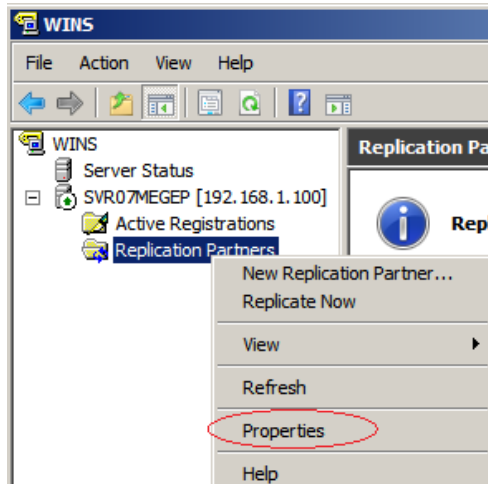 WINS
File Action View Help
WINS
Server Status
SVR07MEGEP [192.168.1.100]
Active Registrations
Replication Partners
Replication Pa
Repl
New Replication Partner...
Replicate Now
View
Refresh
Properties
Help